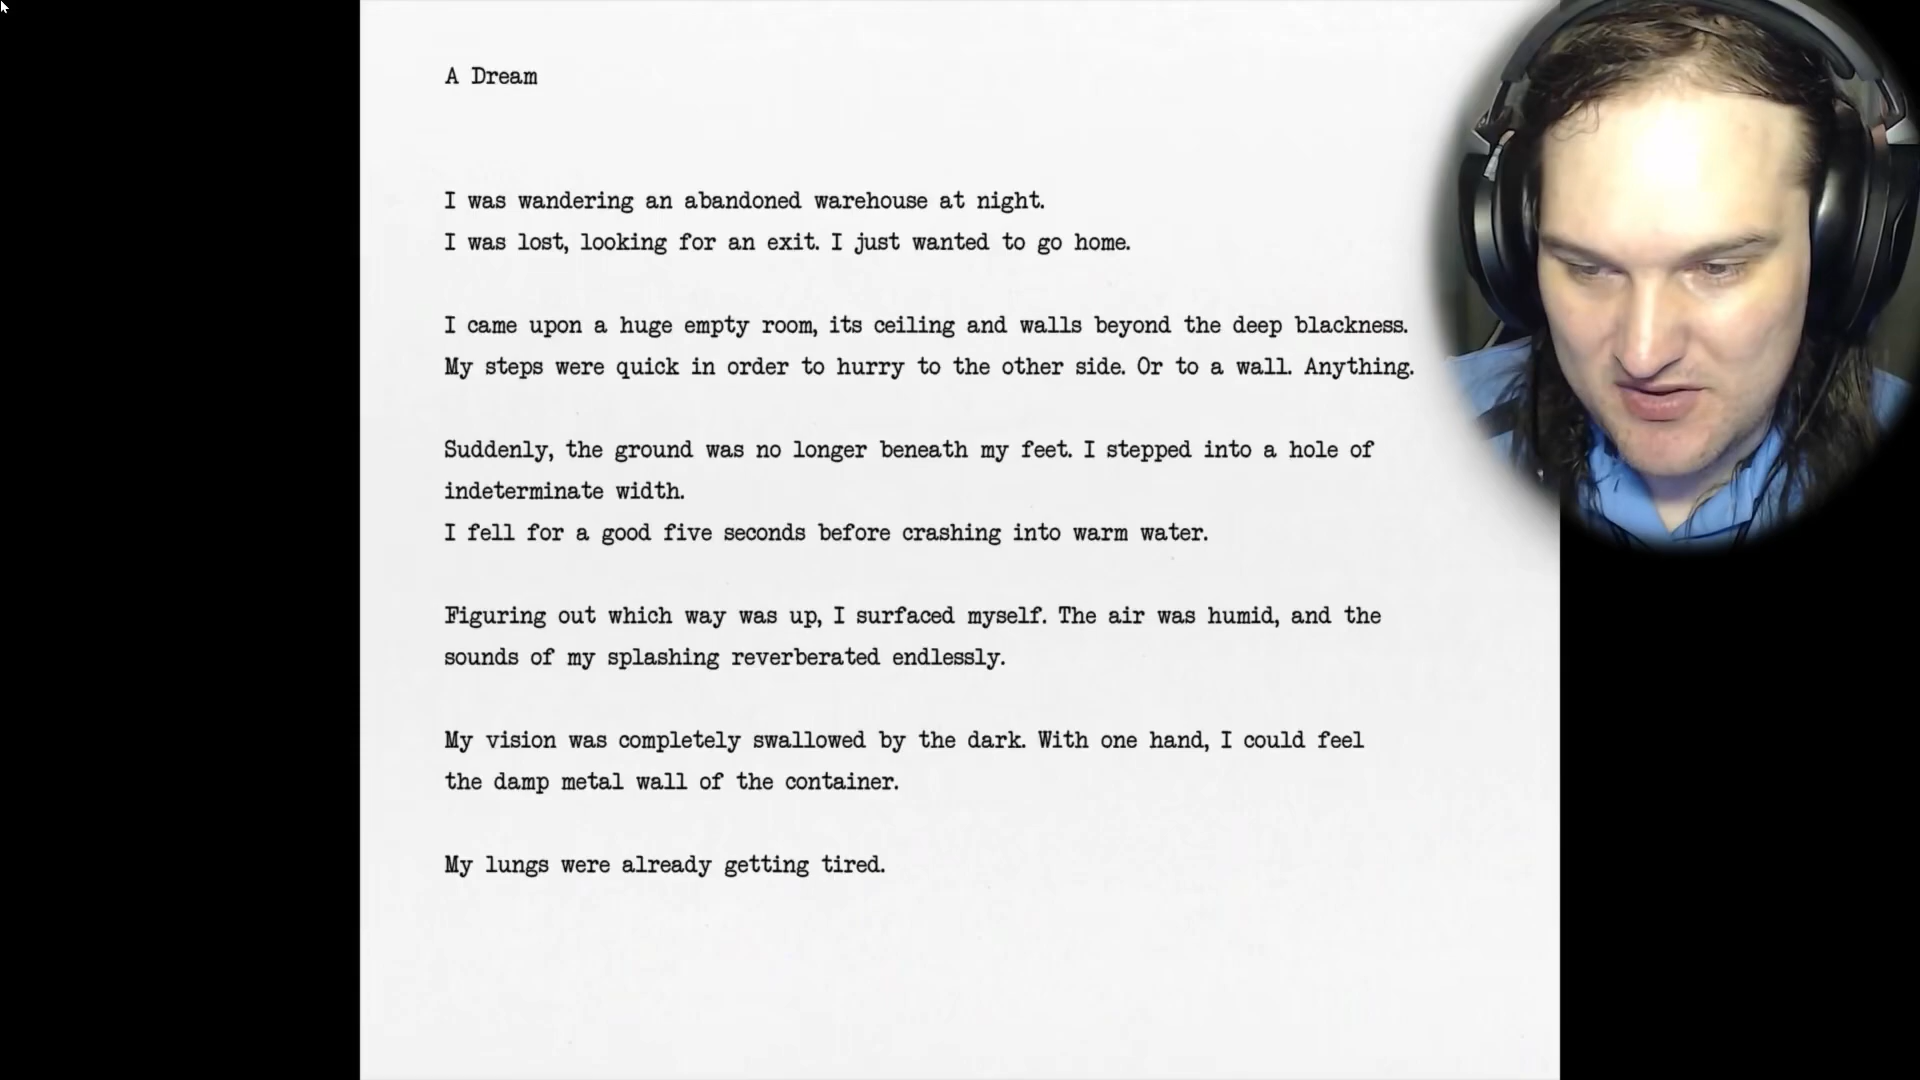 A Dream
I was wandering an abandoned warehouse at night.
I was lost, looking for an exit. I just wanted to go home.
I came upon a huge empty room, its ceiling and walls beyond the deep blackness.
My steps were quick in order to hurry to the other side. Or to a wall. Anything.
Suddenly, the ground was no longer beneath my feet. I stepped into a hole of
indeterminate width.
I fell for a good five seconds before crashing into warm water.
Figuring out which way was up, I surfaced myself. The air was humid, and the
sounds of my splashing reverberated endlessly.
My vision was completely swallowed by the dark. With one hand, I could feel
the damp metal wall of the container.
My lungs were already getting tired.